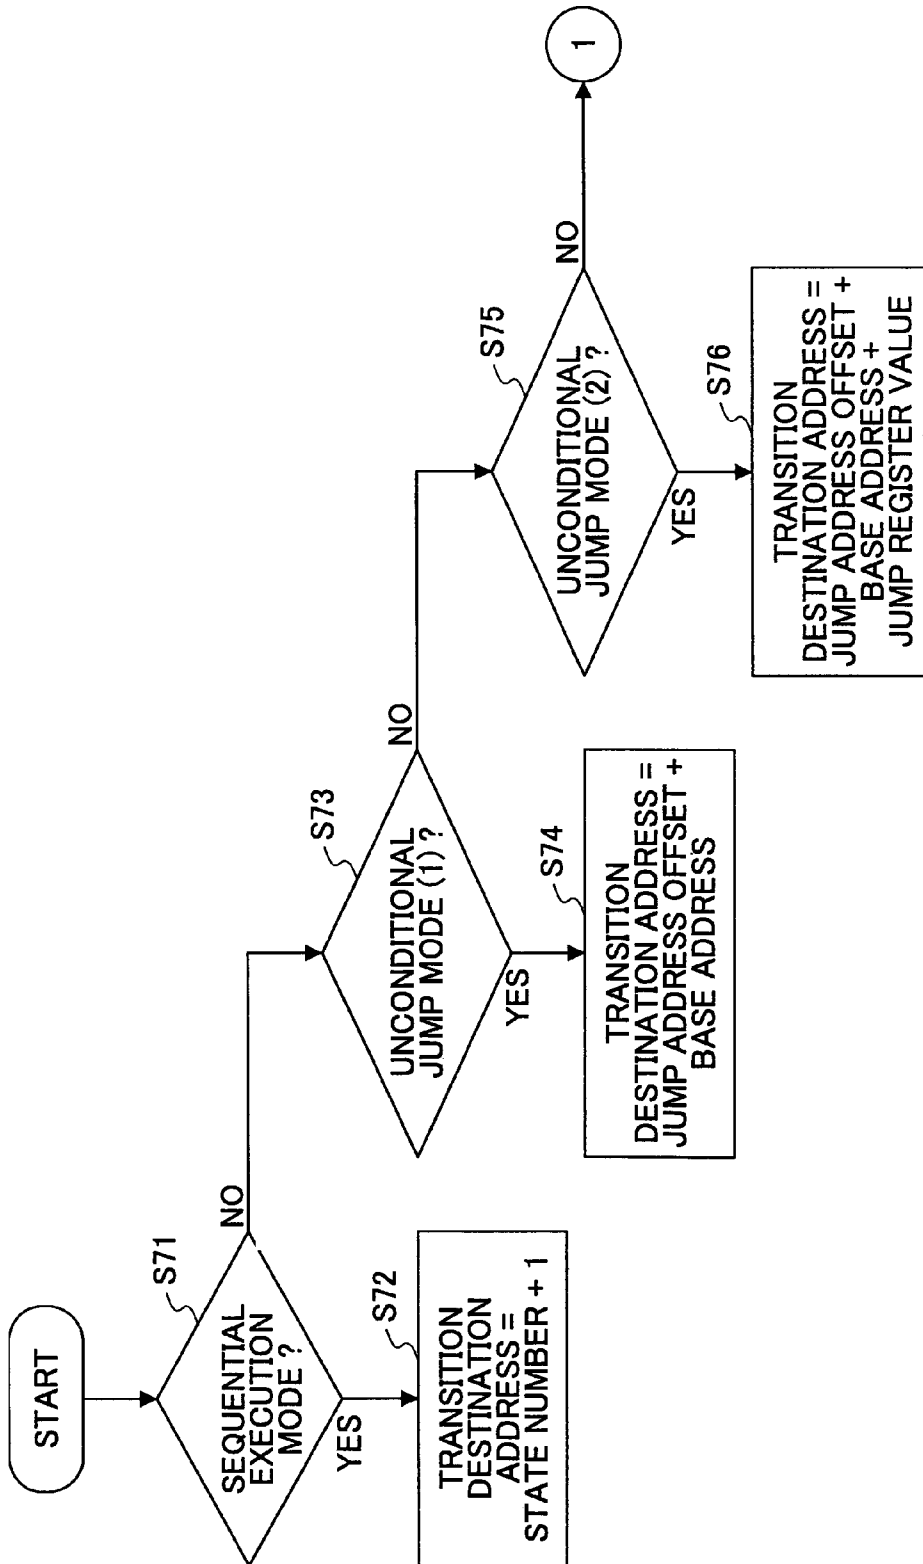 START
S71
SEQUENTIAL
EXECUTION
MODE ?
NO
YES
S72
TRANSITION
DESTINATION
ADDRESS =
STATE NUMBER + 1
S73
UNCONDITIONAL
JUMP MODE (1) ?
NO
YES
S74
TRANSITION
DESTINATION ADDRESS =
JUMP ADDRESS OFFSET +
BASE ADDRESS
S75
UNCONDITIONAL
JUMP MODE (2) ?
NO
YES
S76
TRANSITION
DESTINATION ADDRESS =
JUMP ADDRESS OFFSET +
BASE ADDRESS +
JUMP REGISTER VALUE
1